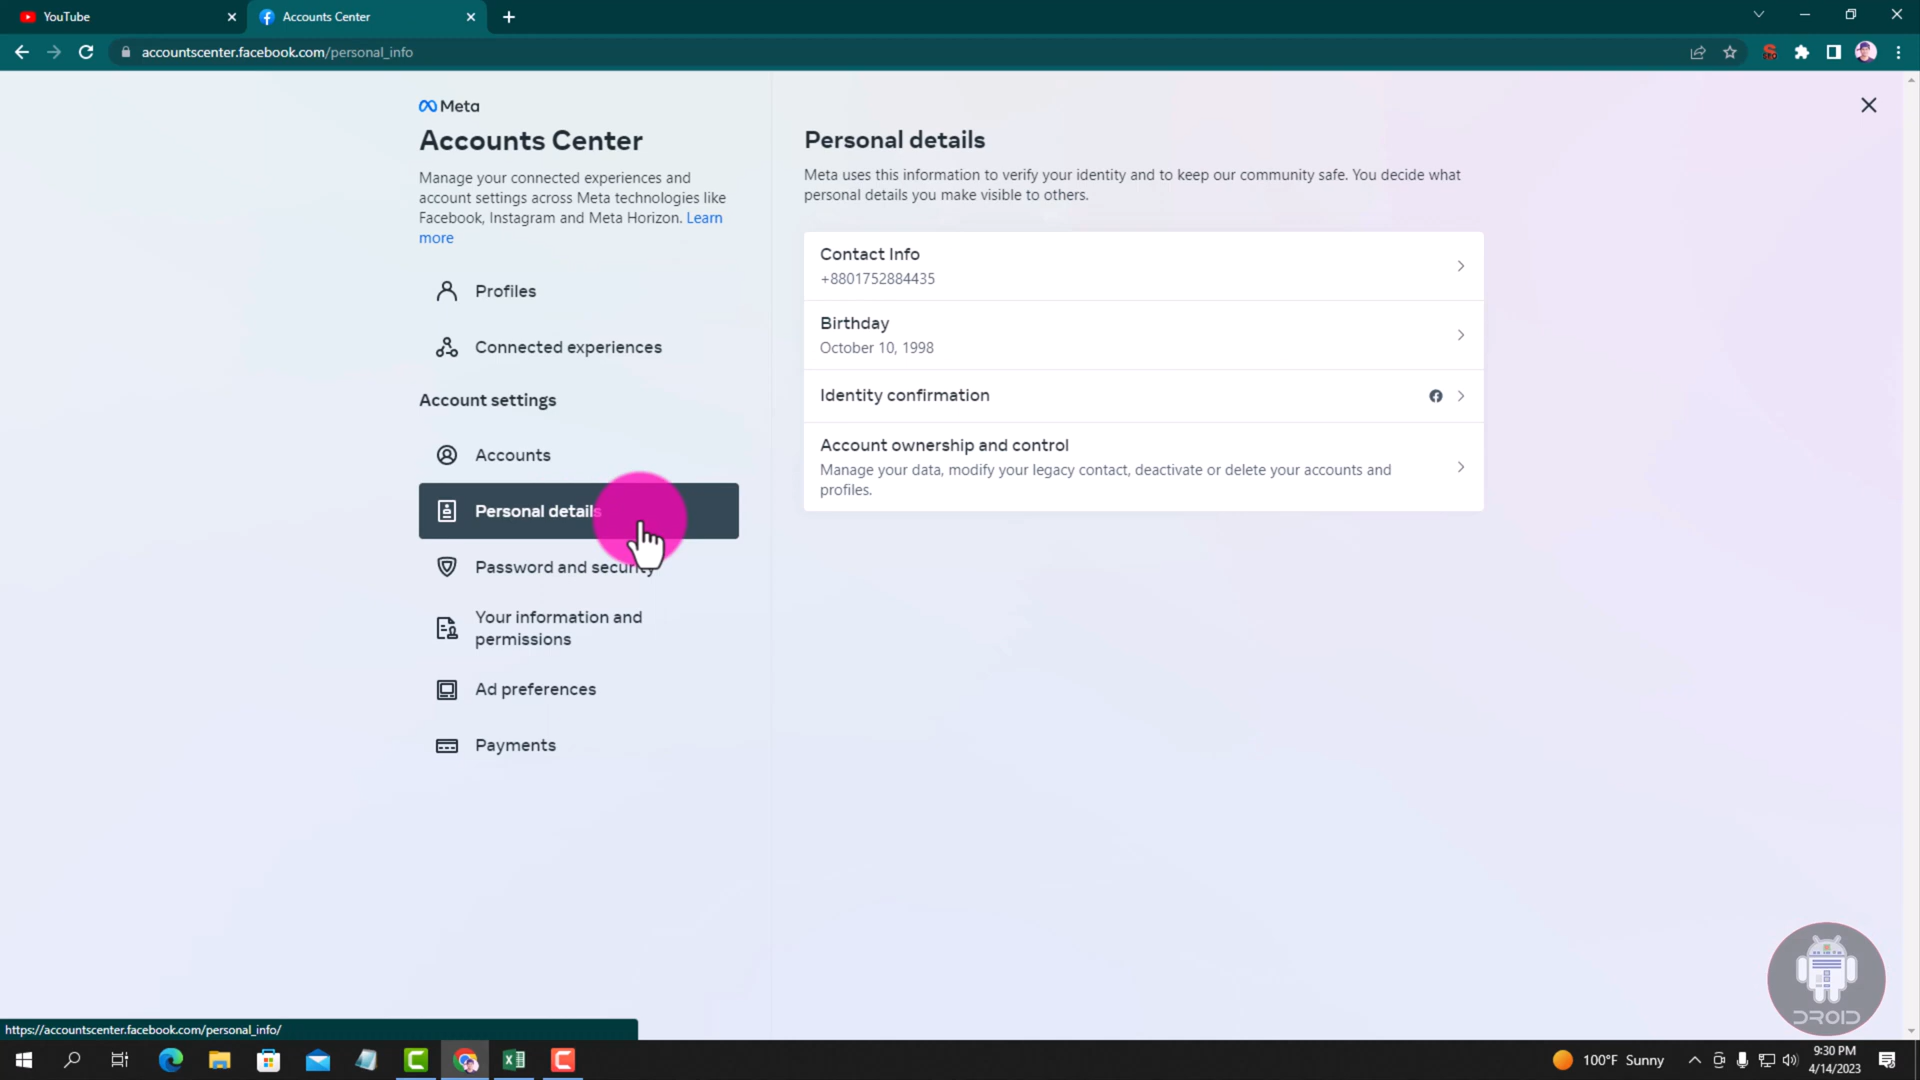 YouTube
Accounts Center
accountscenter.facebook.com/personal_info
Meta
Accounts Center
Manage your connected experiences and
account settings across Meta technologies like
Facebook, Instagram and Meta Horizon. Learn
more
Profiles
Connected experiences
Account settings
Accounts
Personal details
Password and security
Your information and
permissions
Ad preferences
Payments
Personal details
Meta uses this information to verify your identity and to keep our community safe. You decide what
personal details you make visible to others.
Contact Info
+8801752884435
Birthday
October 10, 1998
Identity confirmation
Account ownership and control
Manage your data, modify your legacy contact, deactivate or delete your accounts and
profiles.
DROID
https://accountscenter.facebook.com/personal_info/
100°F Sunny
9:30 PM
4/14/2023